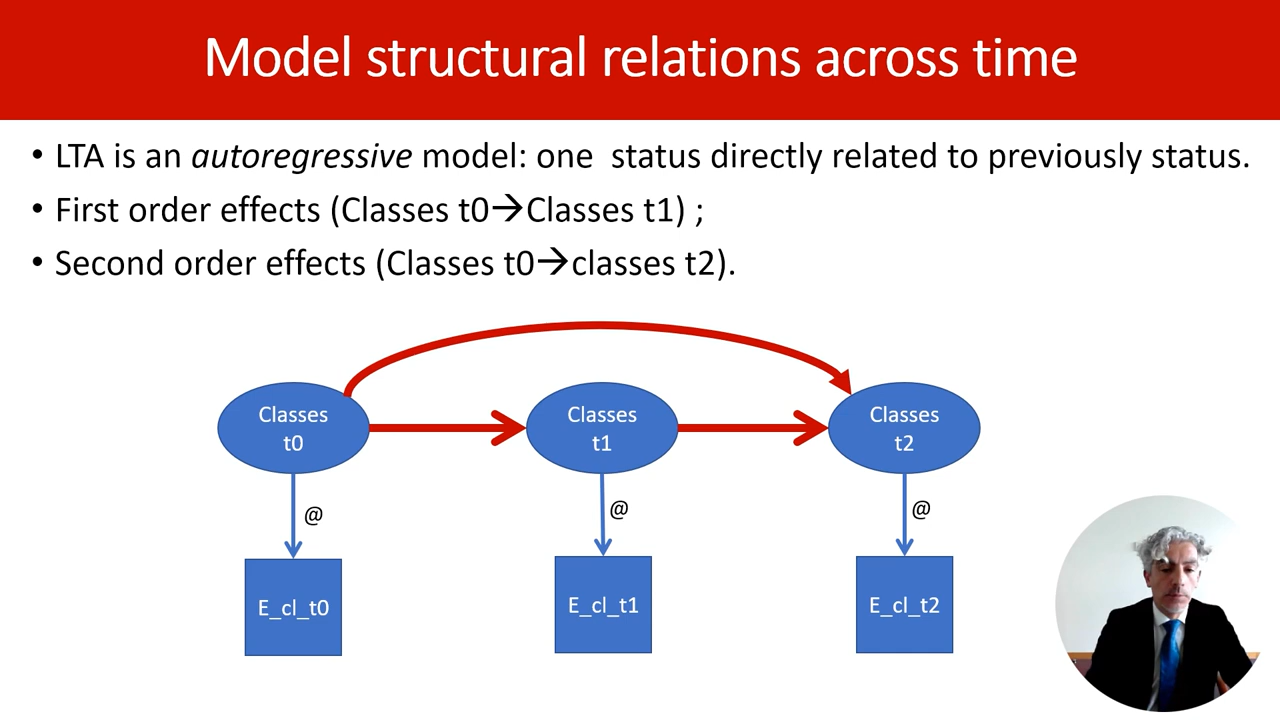 Model structural relations across time
• LTA is an autoregressive model: one  status directly related to previously status.
• First order effects (Classes t0→Classes t1) ;
• Second order effects (Classes t0→classes t2).
Classes
t0
Classes
t1
Classes
t2
@
@
@
E_cl_t0
E_cl_t1
E_cl_t2